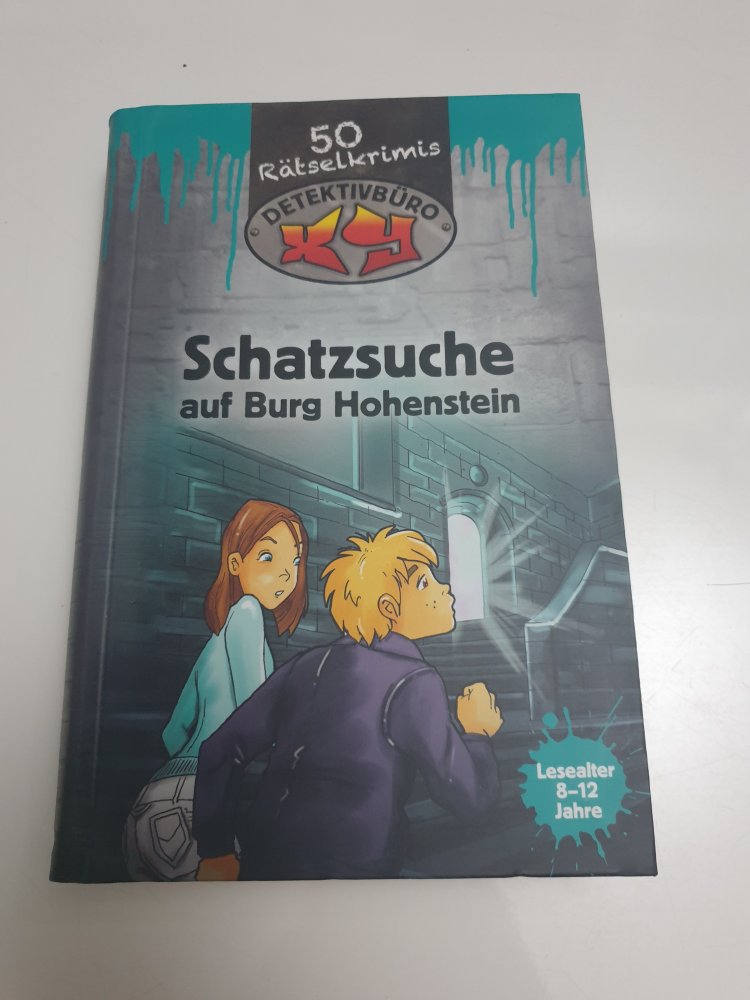 50
Rätselkrimis
DETEKTIVBÜRO
XY
Schatzsuche
auf Burg Hohenstein
Lesealter
8–12
Jahre